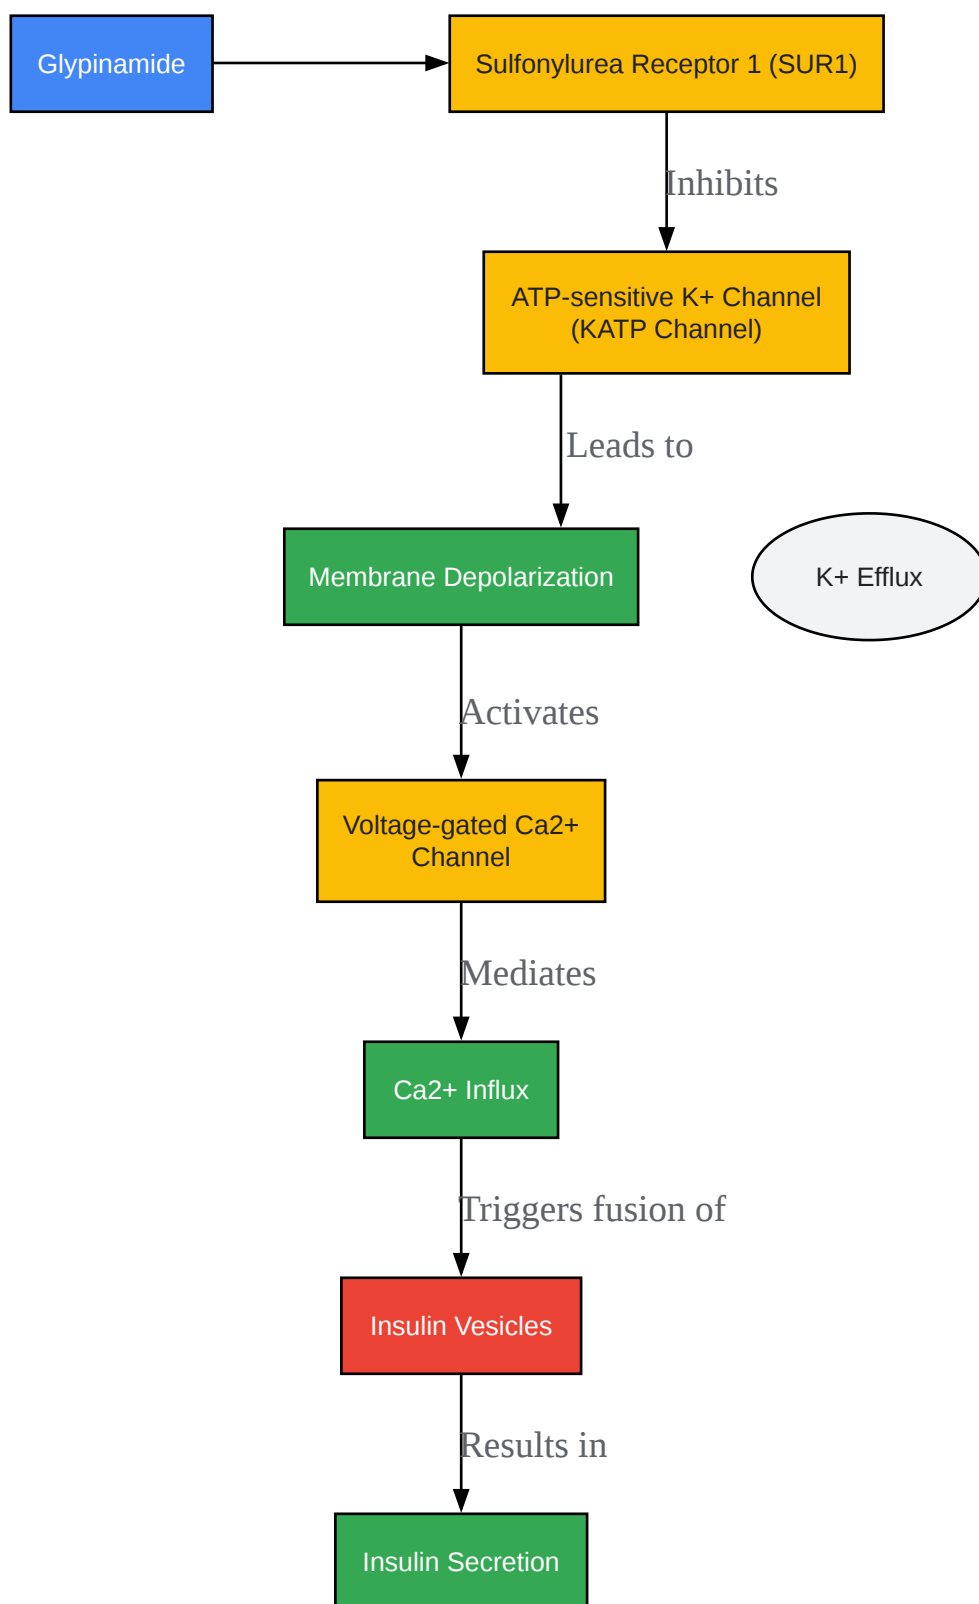 Glypinamide
Sulfonylurea Receptor 1 (SUR1)
Inhibits
ATP-sensitive K+ Channel
(KATP Channel)
Leads to
Membrane Depolarization
K+ Efflux
Activates
Voltage-gated Ca2+
Channel
Mediates
Ca2+ Influx
Triggers fusion of
Insulin Vesicles
Results in
Insulin Secretion